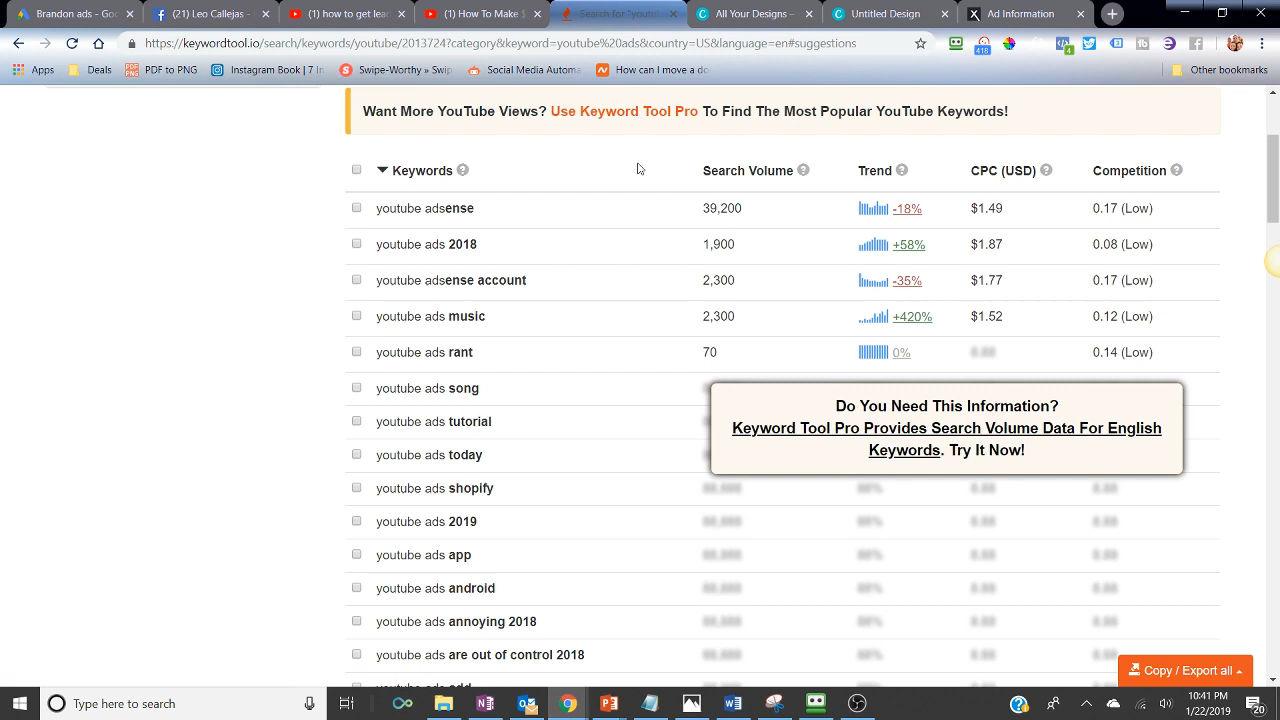 Brand ads - Goo
(21) Leo Callejas
(1) how to get lo
(1) How To Make
Search for "youtub
All Your Designs –
Untitled Design
Ad Information
https://keywordtool.io/search/keywords/youtube/2013724?category&keyword=youtube%20ads&country=US&language=en#suggestions
418
4
Apps
Deals
PDF to PNG
Instagram Book | 7 In
Swipe-Worthy » Swip
Social Media Automa
How can I move a do
Other bookmarks
Want More YouTube Views? Use Keyword Tool Pro To Find The Most Popular YouTube Keywords!
Keywords Search Volume Trend CPC (USD) Competition
youtube adsense 39,200 -18% $1.49 0.17 (Low)
youtube ads 2018 1,900 +58% $1.87 0.08 (Low)
youtube adsense account 2,300 -35% $1.77 0.17 (Low)
youtube ads music 2,300 +420% $1.52 0.12 (Low)
youtube ads rant 70 0% 0.14 (Low)
youtube ads song
Do You Need This Information?
Keyword Tool Pro Provides Search Volume Data For English
Keywords. Try It Now!
youtube ads tutorial
youtube ads today
youtube ads shopify
youtube ads 2019
youtube ads app
youtube ads android
youtube ads annoying 2018
youtube ads are out of control 2018
Copy / Export all
Type here to search
10:41 PM
1/22/2019
20